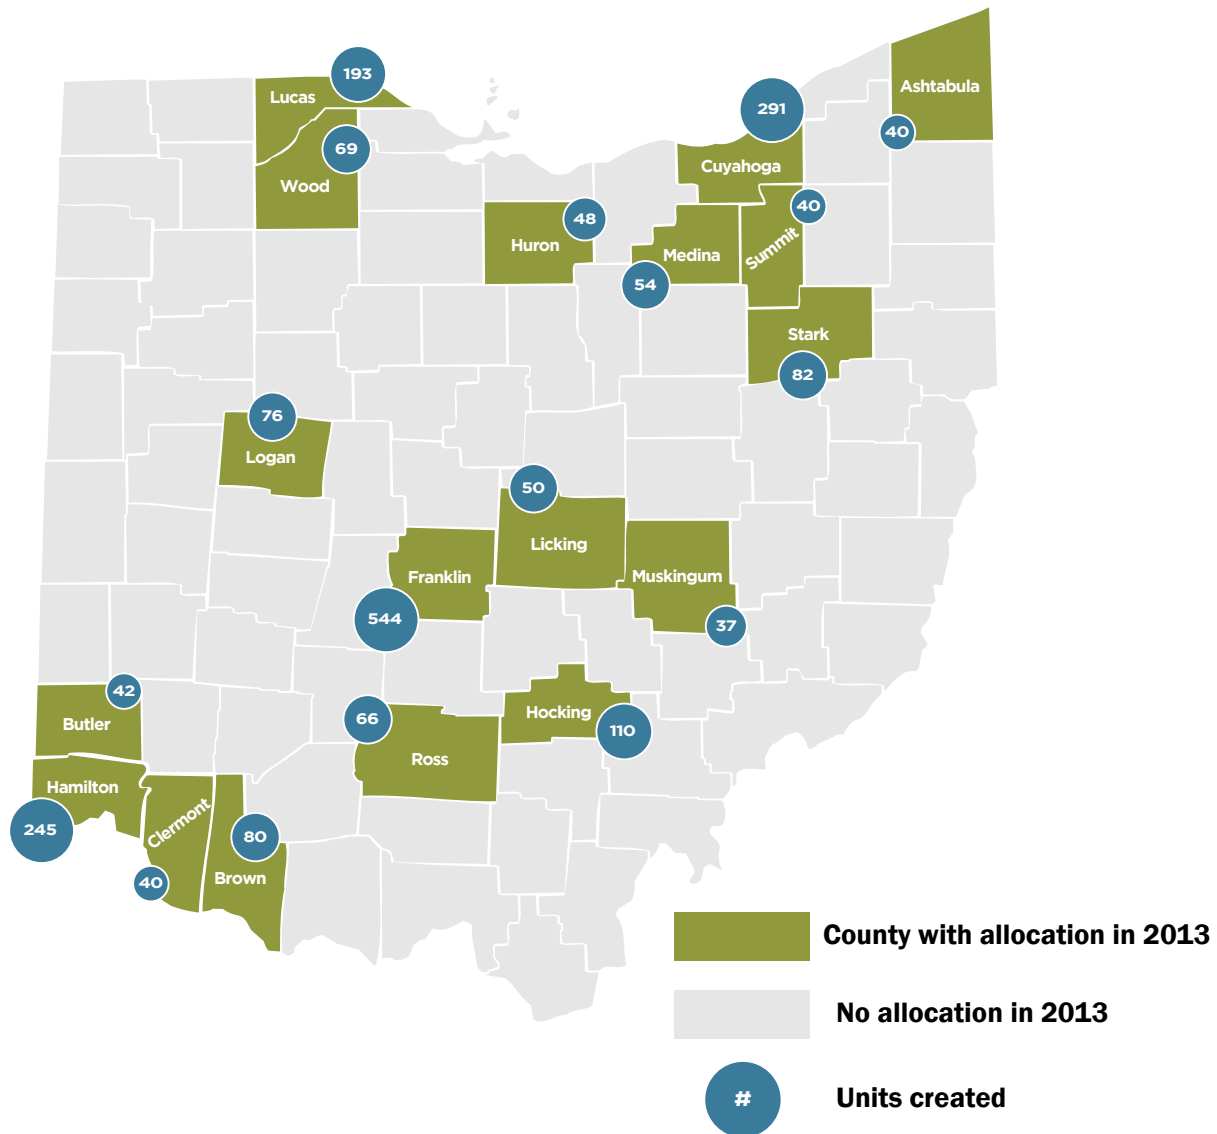 193
Lucas
Ashtabula
291
40
69
Cuyahoga
Wood
40
48
Huron
Summit
Medina
54
Stark
82
76
Logan
50
Licking
Franklin
Muskingum
544
37
42
Butler
66
Hocking
110
Ross
Hamilton
Clermont
245
80
Brown
40
County with allocation in 2013
No allocation in 2013
# Units created